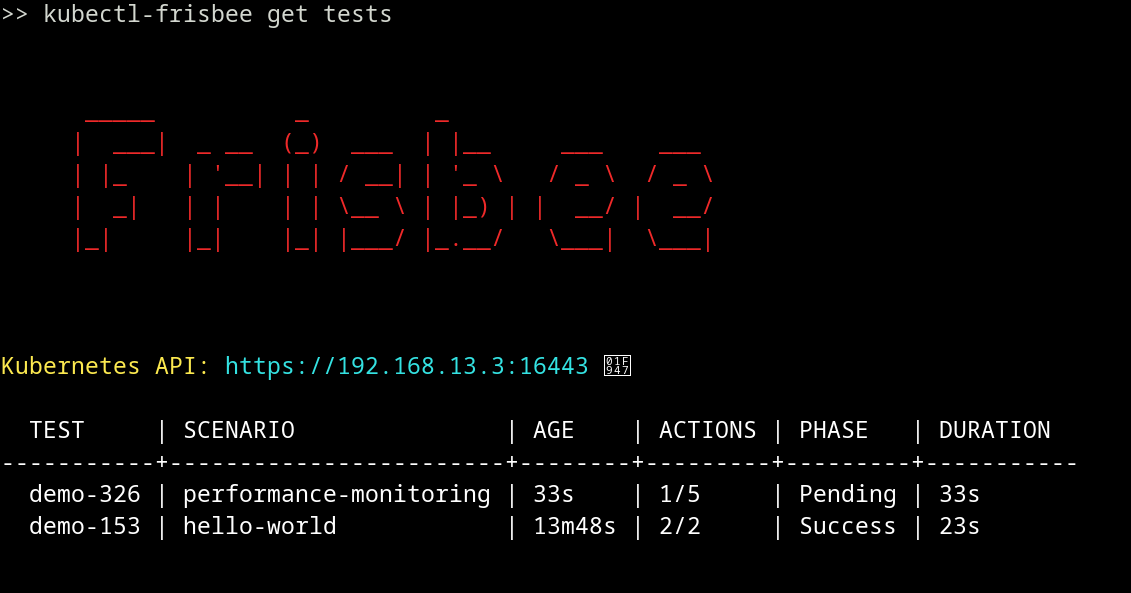 >> kubectl-frisbee get tests
      _____            _           _
     |  ___|  _ __   (_)  ___   | |__      ___     ___
     | |_    | '__| | | / __| | '_ \    / _ \   / _ \
     |  _|   | |    | | \__ \ | |_) | |  __/ |  __/
     |_|     |_|    |_| |___/ |_.__/   \___|  \___|
Kubernetes API: https://192.168.13.3:16443 🥇
  TEST     | SCENARIO               | AGE    | ACTIONS | PHASE   | DURATION
-----------+------------------------+--------+---------+---------+-----------
  demo-326 | performance-monitoring | 33s    | 1/5     | Pending | 33s
  demo-153 | hello-world            | 13m48s | 2/2     | Success | 23s